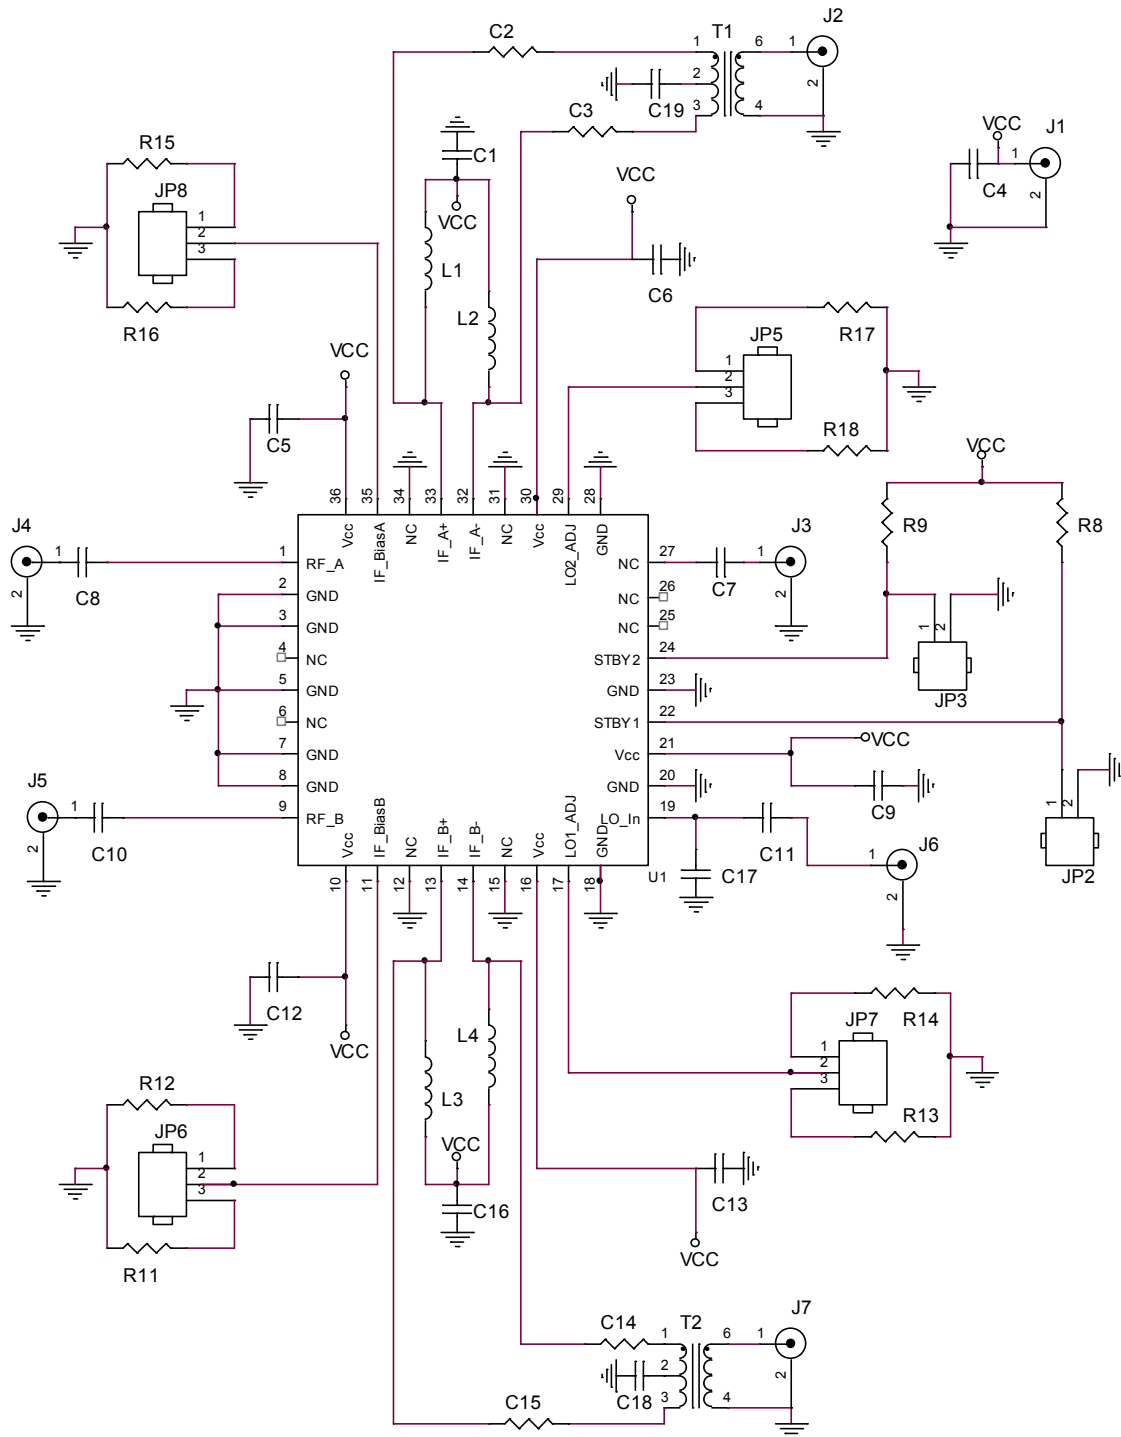 J2
C2
1
T1
6
1
2
C19
2
C3
3
4
R15
C1
VCC
J1
1
JP8
VCC
C4
2
1
2
3
VCC
L1
C6
R16
L2
R17
JP5
VCC
1
2
3
C5
R18
VCC
36
35
34
33
32
31
30
29
28
R9
R8
J4
Vcc
IF_BiasA
NC
IF_A+
IF_A-
NC
Vcc
LO2_ADJ
GND
J3
1
1
RF_A
NC
27
1
2
C8
2
GND
NC
26
C7
2
3
GND
NC
25
1
2
4
NC
STBY2
24
5
GND
GND
23
JP3
6
NC
STBY1
22
7
GND
Vcc
21
VCC
J5
8
GND
GND
20
1
2
1
9
RF_B
LO_In
19
C9
2
C10
Vcc
IF_BiasB
NC
IF_B+
IF_B-
NC
Vcc
LO1_ADJ
GND
C11
J6
1
U1
C17
JP2
10
11
12
13
14
15
16
17
18
2
C12
R14
VCC
L4
JP7
1
2
3
R12
L3
R13
JP6
VCC
1
2
3
C16
C13
VCC
R11
C14
1
T2
6
1
J7
2
C18
2
C15
3
4